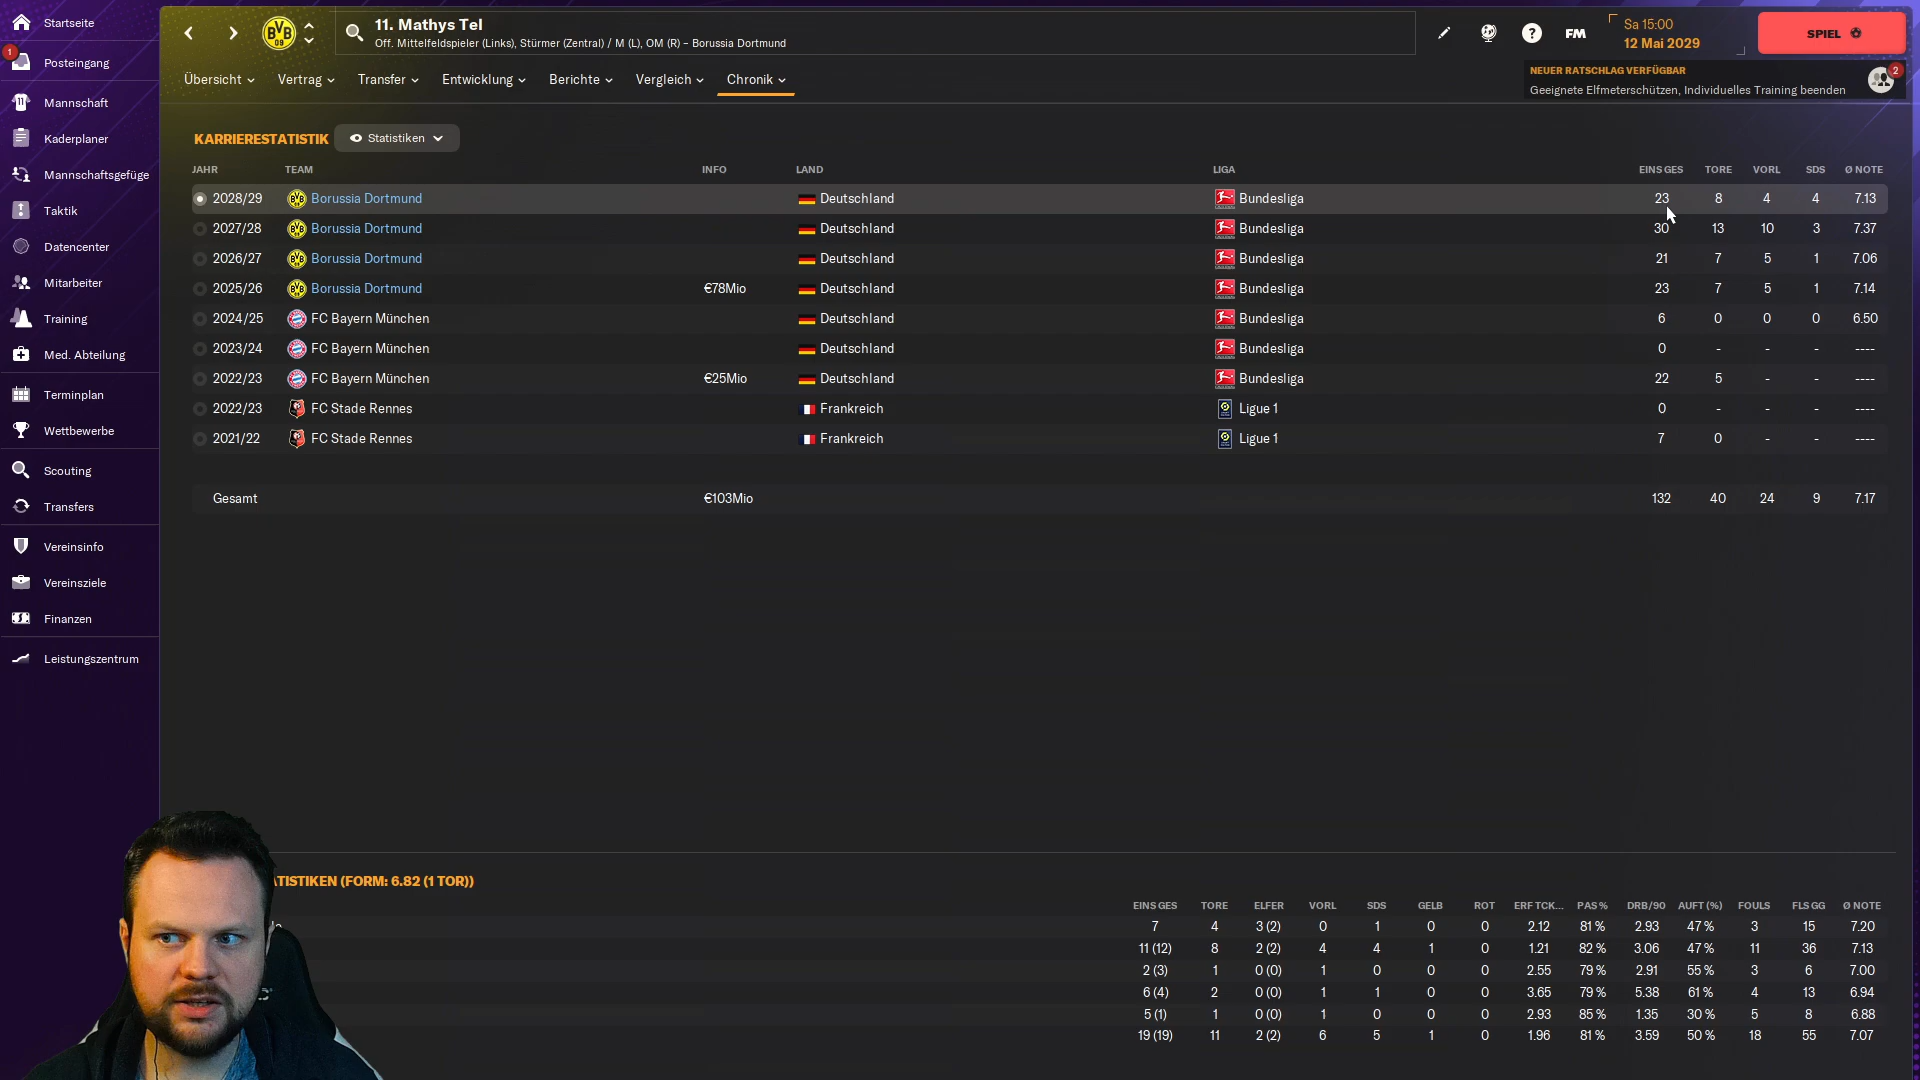 Startseite
1
Posteingang
Mannschaft
Kaderplaner
Mannschaftsgefüge
Taktik
Datencenter
Mitarbeiter
Training
Med. Abteilung
Terminplan
Wettbewerbe
Scouting
Transfers
Vereinsinfo
Vereinsziele
Finanzen
Leistungszentrum
11. Mathys Tel
Off. Mittelfeldspieler (Links), Stürmer (Zentral) / M (L), OM (R) – Borussia Dortmund
FM
Sa 15:00
12 Mai 2029
SPIEL
Übersicht Vertrag Transfer Entwicklung Berichte Vergleich Chronik
NEUER RATSCHLAG VERFÜGBAR
Geeignete Elfmeterschützen, Individuelles Training beenden
2
KARRIERESTATISTIK Statistiken
JAHR TEAM INFO LAND LIGA EINS GES TORE VORL SDS Ø NOTE
2028/29 Borussia Dortmund Deutschland Bundesliga 23 8 4 4 7.13
2027/28 Borussia Dortmund Deutschland Bundesliga 30 13 10 3 7.37
2026/27 Borussia Dortmund Deutschland Bundesliga 21 7 5 1 7.06
2025/26 Borussia Dortmund €78Mio Deutschland Bundesliga 23 7 5 1 7.14
2024/25 FC Bayern München Deutschland Bundesliga 6 0 0 0 6.50
2023/24 FC Bayern München Deutschland Bundesliga 0 - - - ----
2022/23 FC Bayern München €25Mio Deutschland Bundesliga 22 5 - - ----
2022/23 FC Stade Rennes Frankreich Ligue 1 0 - - - ----
2021/22 FC Stade Rennes Frankreich Ligue 1 7 0 - - ----
Gesamt €103Mio 132 40 24 9 7.17
TISTIKEN (FORM: 6.82 (1 TOR))
EINS GES TORE ELFER VORL SDS GELB ROT ERF TCK... PAS % DRB/90 AUFT (%) FOULS FLS GG Ø NOTE
7 4 3 (2) 0 1 0 0 2.12 81 % 2.93 47 % 3 15 7.20
11 (12) 8 2 (2) 4 4 1 0 1.21 82 % 3.06 47 % 11 36 7.13
2 (3) 1 0 (0) 1 0 0 0 2.55 79 % 2.91 55 % 3 6 7.00
6 (4) 2 0 (0) 1 1 0 0 3.65 79 % 5.38 61 % 4 13 6.94
5 (1) 1 0 (0) 1 0 0 0 2.93 85 % 1.35 30 % 5 8 6.88
19 (19) 11 2 (2) 6 5 1 0 1.96 81 % 3.59 50 % 18 55 7.07